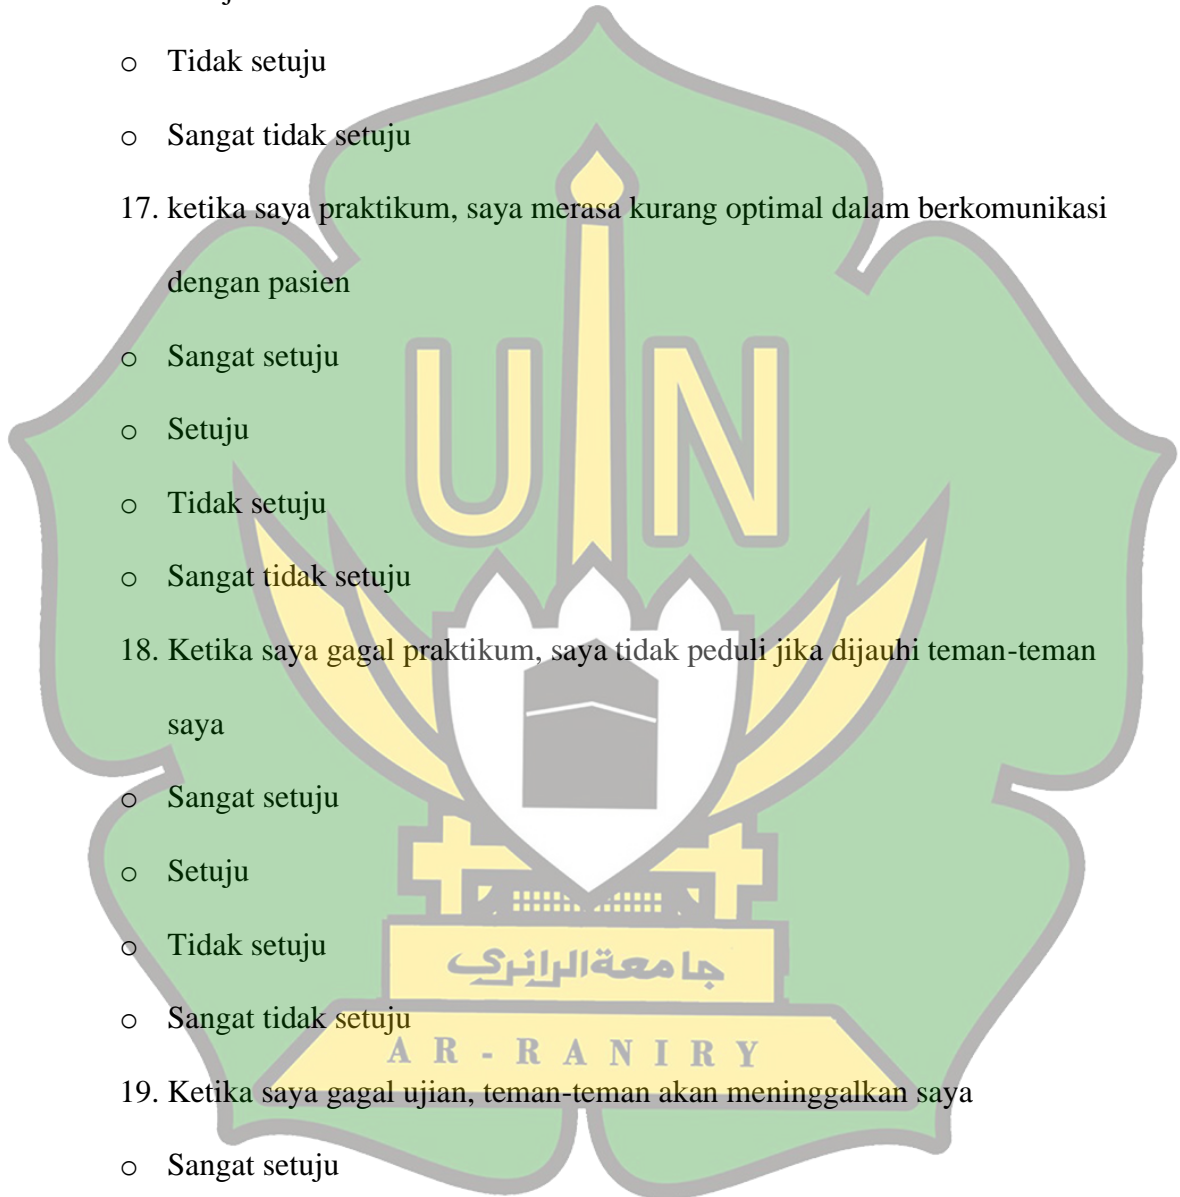 o Tidak setuju
o Sangat tidak setuju
17. ketika saya praktikum, saya merasa kurang optimal dalam berkomunikasi
dengan pasien
o Sangat setuju
U N
o Setuju
o Tidak setuju
o Sangat tidak setuju
18. Ketika saya gagal praktikum, saya tidak peduli jika dijauhi teman-teman
saya
o Sangat setuju
o Setuju
o Tidak setuju
جامعةالرانري
o Sangat tidak setuju
AR-RANIRY
19. Ketika saya gagal ujian, teman-teman akan meninggalkan saya
o Sangat setuju